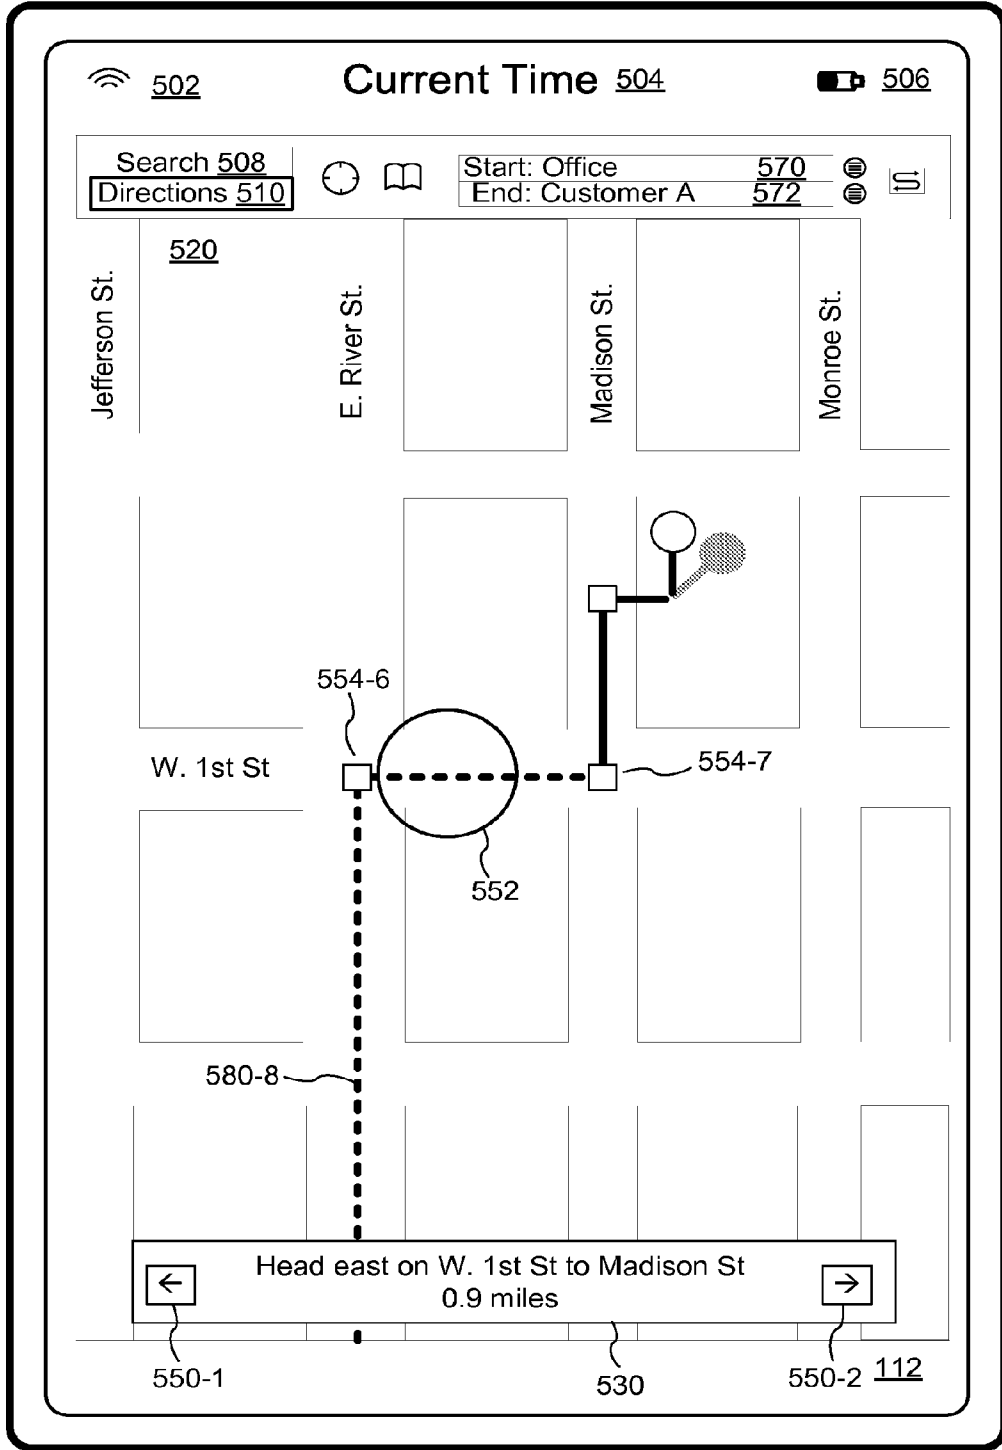 502 Current Time 504 506
Search 508
Directions 510
Start: Office 570
End: Customer A 572
520
Jefferson St.
E. River St.
Madison St.
Monroe St.
554-6
W. 1st St
554-7
552
580-8
Head east on W. 1st St to Madison St
0.9 miles
550-1
530
550-2
112